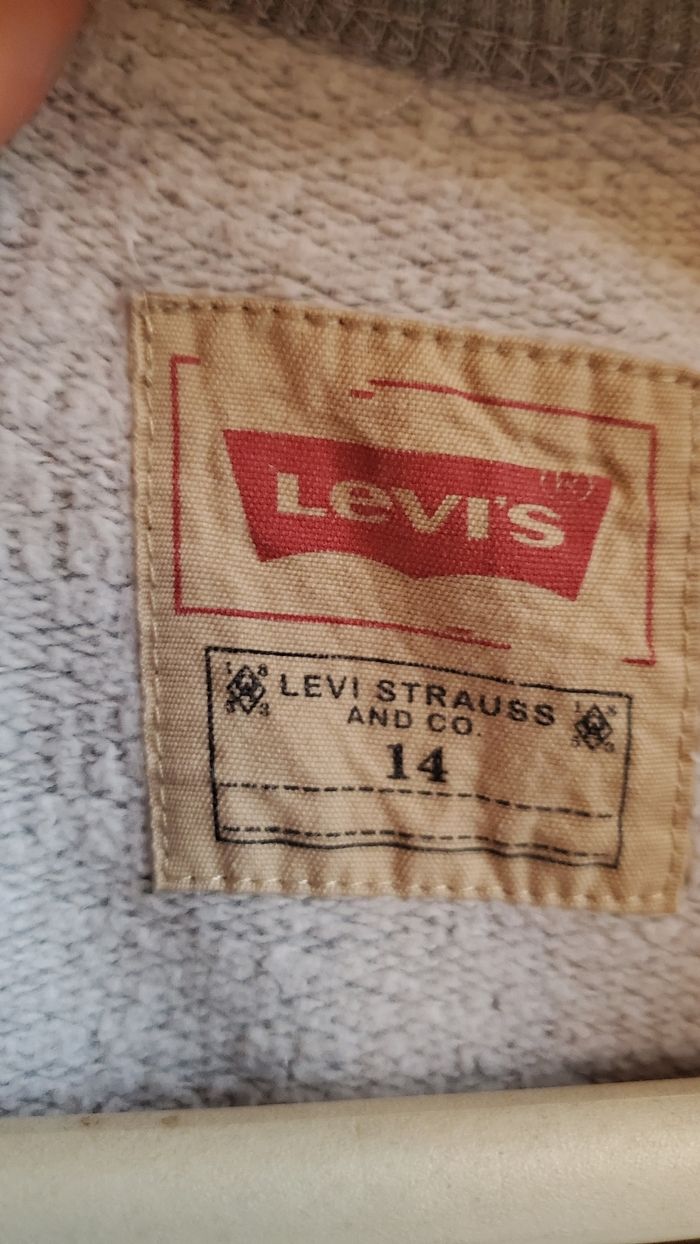 Levi's
LEVI STRAUSS
AND CO.
14